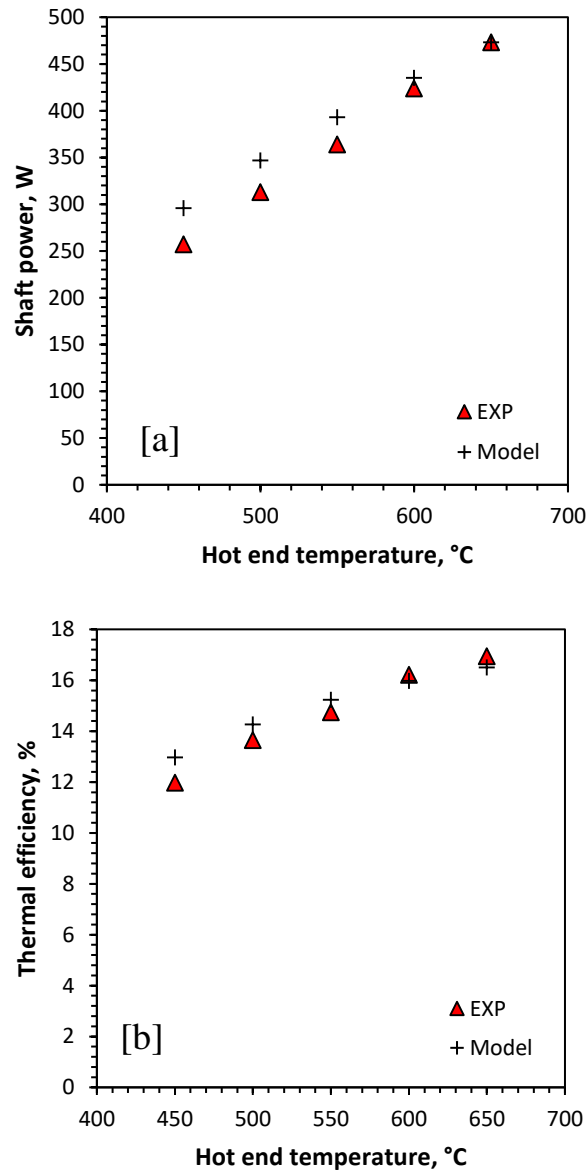 500
450
400
350
300
250
200
150
100
50
0
Shaft power, W
[a]
EXP
Model
400 500 600 700
Hot end temperature, °C
18
16
14
12
10
8
6
4
2
0
Thermal efficiency, %
[b]
EXP
Model
400 450 500 550 600 650 700
Hot end temperature, °C